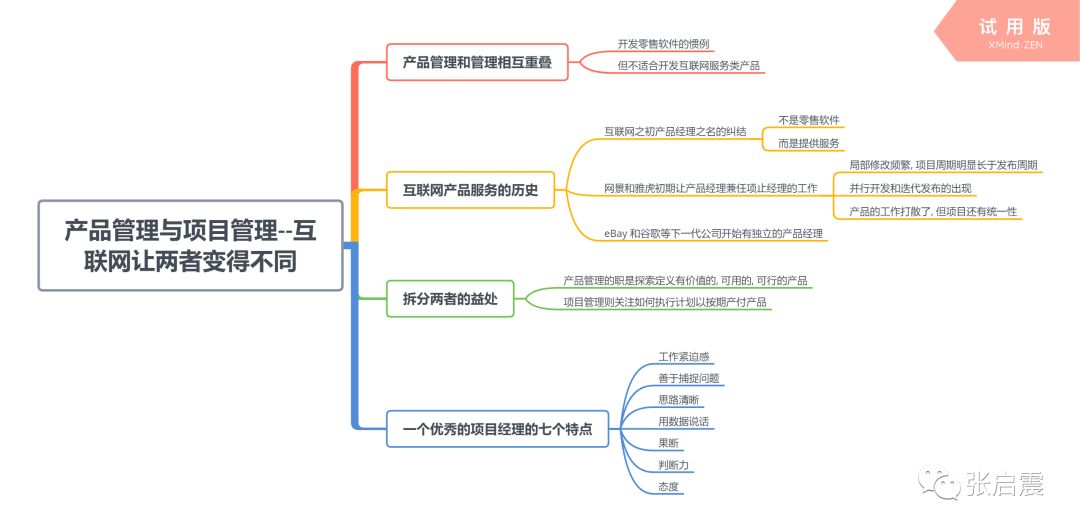 试用版
XMind:ZEN
产品管理与项目管理--互
联网让两者变得不同
产品管理和管理相互重叠
开发零售软件的惯例
但不适合开发互联网服务类产品
互联网产品服务的历史
互联网之初产品经理之名的纠结
不是零售软件
而是提供服务
网景和雅虎初期让产品经理兼任项止经理的工作
局部修改频繁, 项目周期明显长于发布周期
并行开发和迭代发布的出现
产品的工作打散了, 但项目还有统一性
eBay 和谷歌等下一代公司开始有独立的产品经理
拆分两者的益处
产品管理的职是探索定义有价值的, 可用的, 可行的产品
项目管理则关注如何执行计划以按期产付产品
一个优秀的项目经理的七个特点
工作紧迫感
善于捕捉问题
思路清晰
用数据说话
果断
判断力
态度
张启震